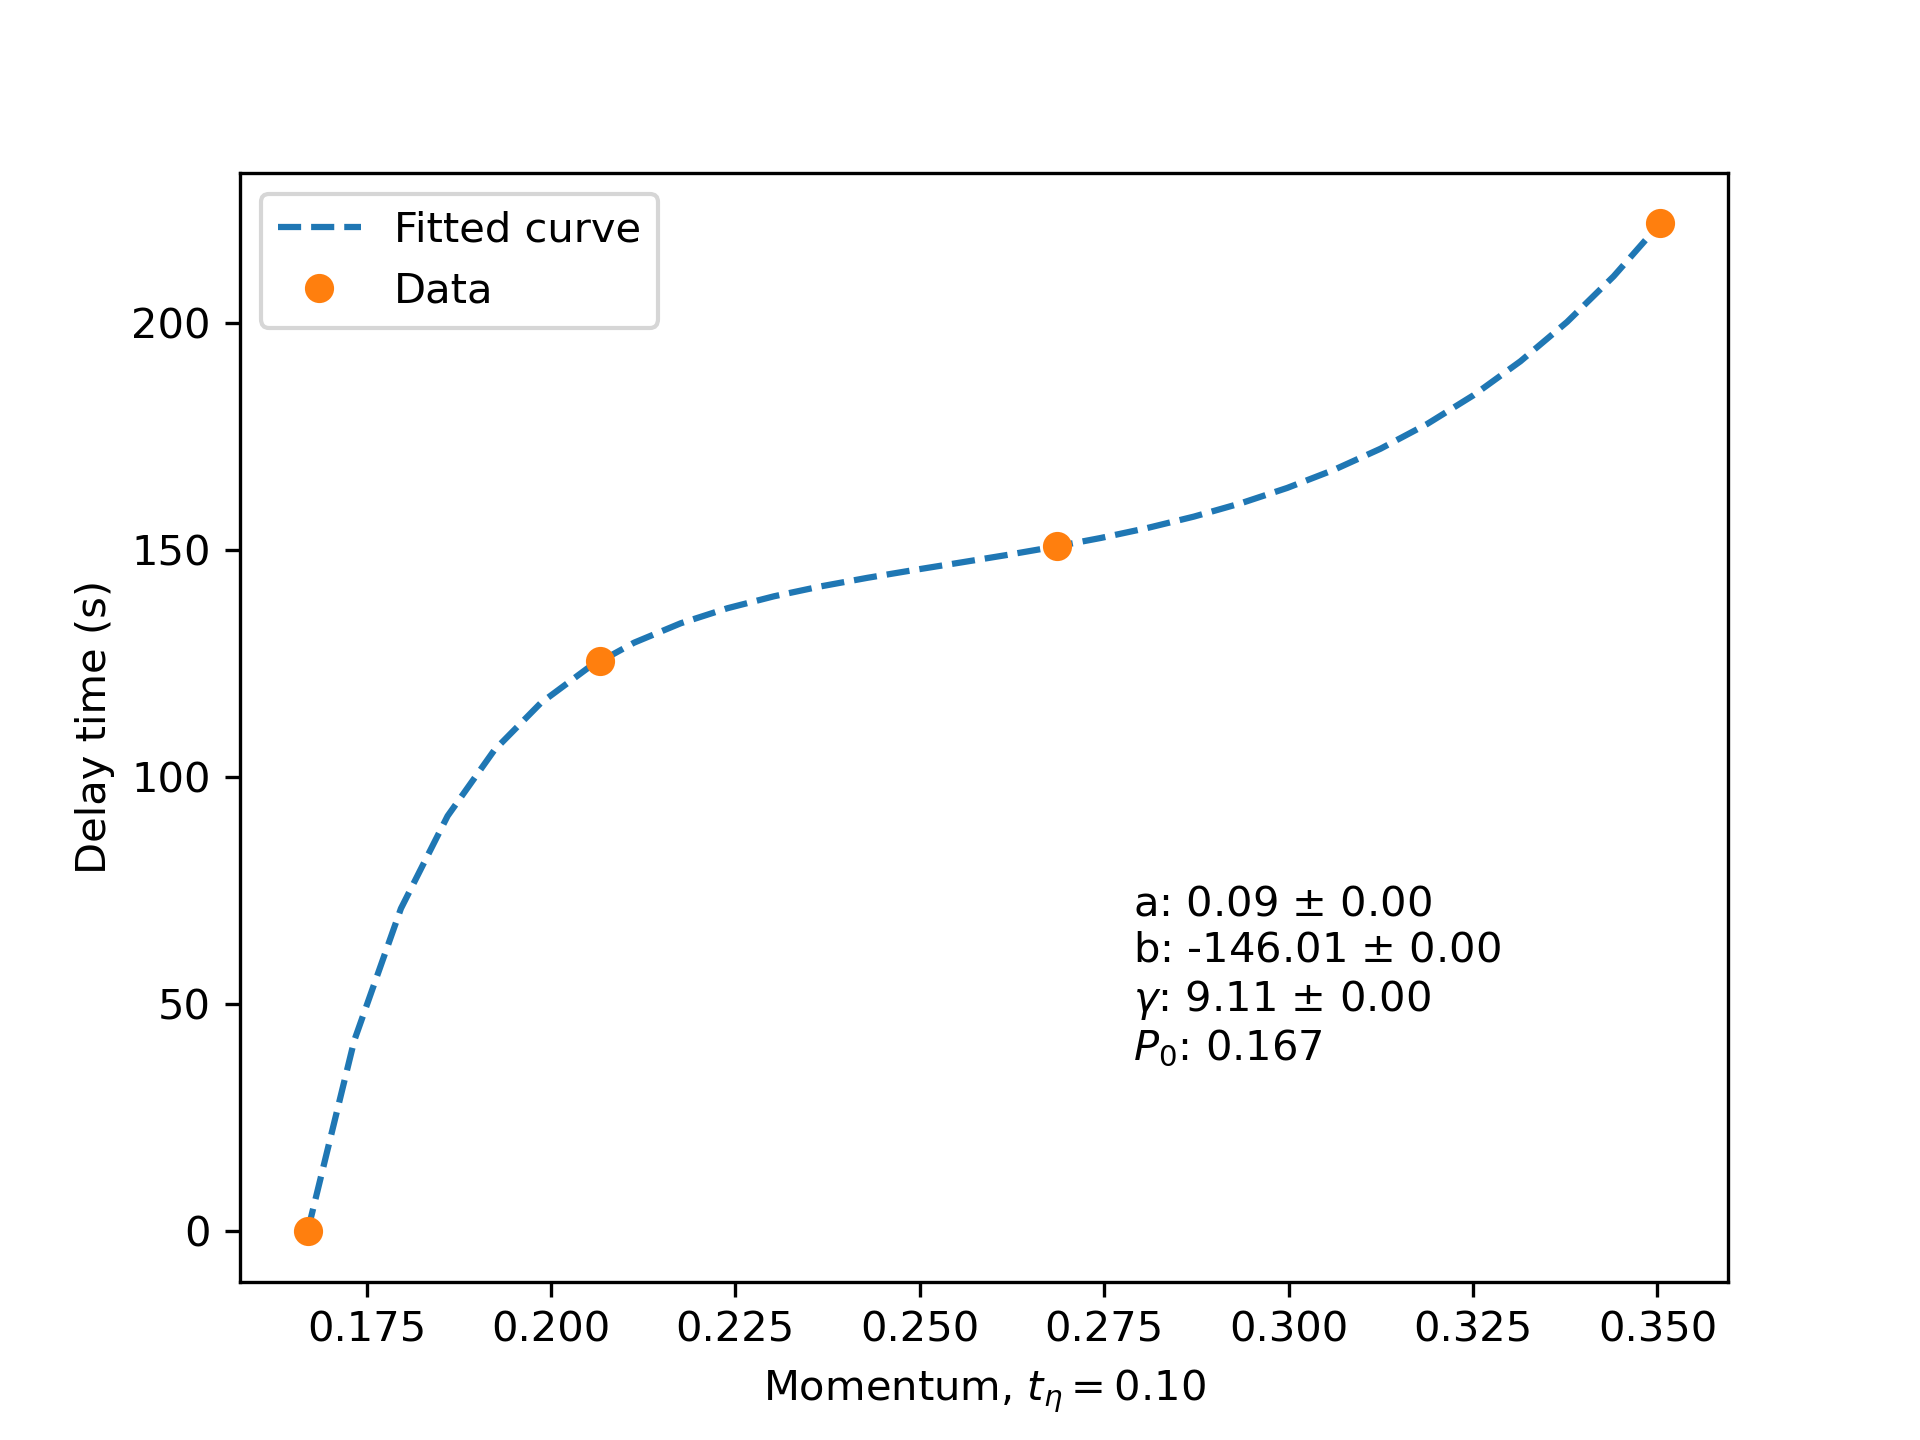 Fitted curve
Data
200
150
100
50
0
Delay time (s)
a: 0.09 ± 0.00
b: -146.01 ± 0.00
γ: 9.11 ± 0.00
P₀: 0.167
0.175 0.200 0.225 0.250 0.275 0.300 0.325 0.350
Momentum, tη = 0.10